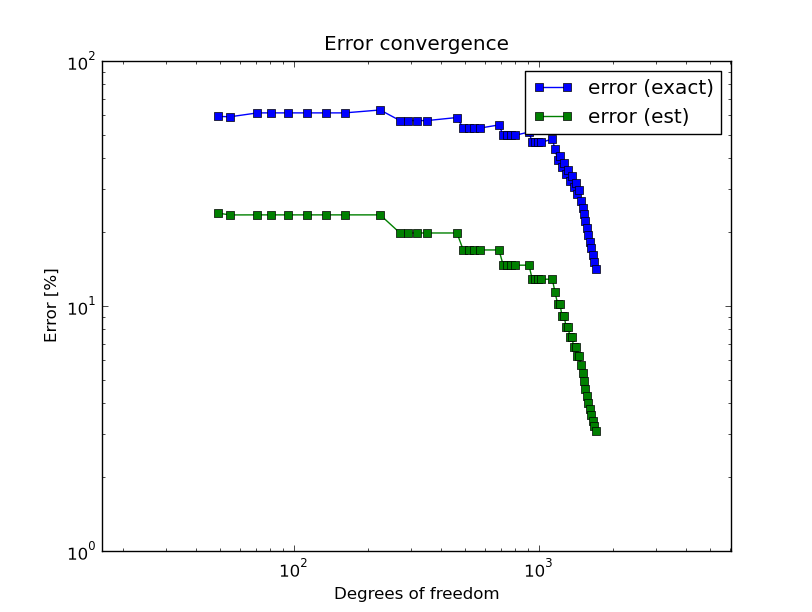 Error convergence
10^2
error (exact)
error (est)
Error [%]
10^1
10^0
10^2
10^3
Degrees of freedom